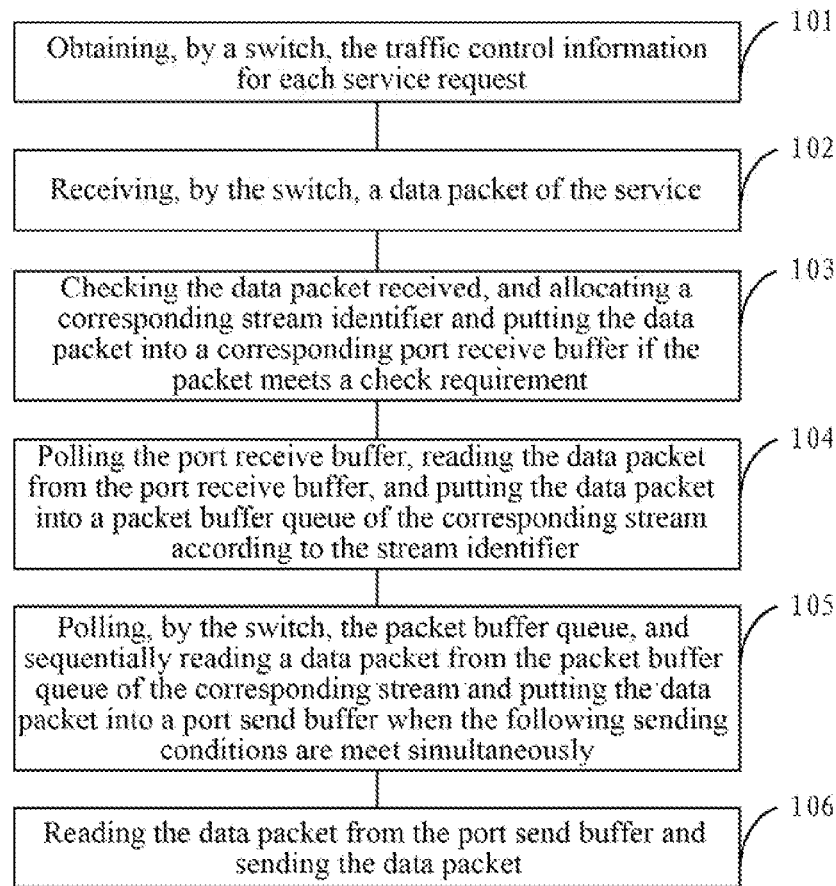 101
Obtaining, by a switch, the traffic control information
for each service request
102
Receiving, by the switch, a data packet of the service
103
Checking the data packet received, and allocating a
corresponding stream identifier and putting the data
packet into a corresponding port receive buffer if the
packet meets a check requirement
104
Polling the port receive buffer, reading the data packet
from the port receive buffer, and putting the data packet
into a packet buffer queue of the corresponding stream
according to the stream identifier
105
Polling, by the switch, the packet buffer queue, and
sequentially reading a data packet from the packet buffer
queue of the corresponding stream and putting the data
packet into a port send buffer when the following sending
conditions are meet simultaneously
106
Reading the data packet from the port send buffer and
sending the data packet